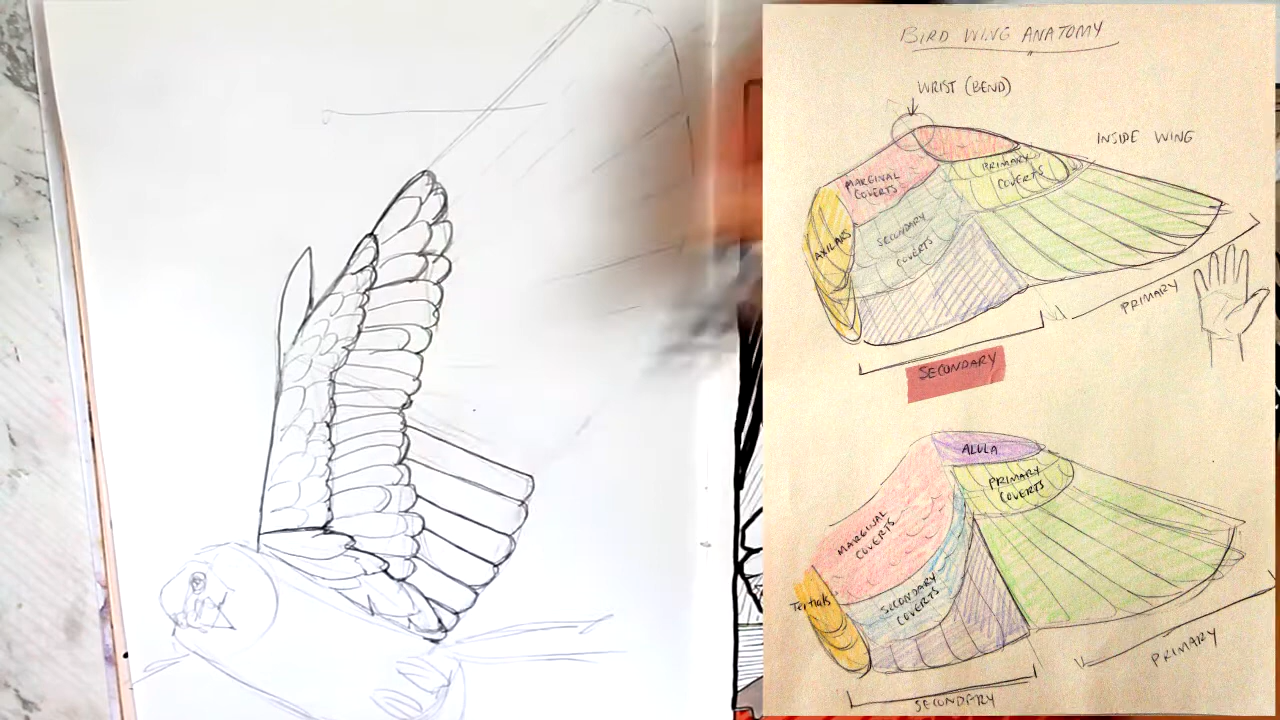 BIRD WING ANATOMY
WRIST (BEND)
INSIDE WING
PRIMARY
COVERTS
MARGINAL
COVERTS
AXILARS
SECONDARY
COVERTS
PRIMARY
SECONDARY
ALULA
PRIMARY
COVERTS
MARGINAL
COVERTS
SECONDARY
COVERTS
Tertials
PRIMARY
SECONDARY